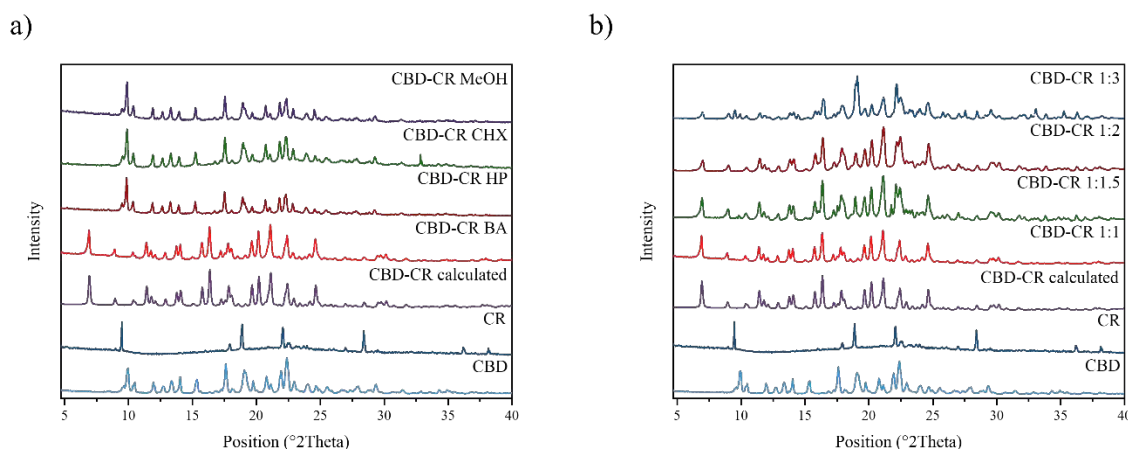 a)
CBD-CR MeOH
CBD-CR CHX
CBD-CR HP
CBD-CR BA
CBD-CR calculated
CR
CBD
Intensity
5 10 15 20 25 30 35 40
Position (°2Theta)
b)
CBD-CR 1:3
CBD-CR 1:2
CBD-CR 1:1.5
CBD-CR 1:1
CBD-CR calculated
CR
CBD
Intensity
5 10 15 20 25 30 35 40
Position (°2Theta)